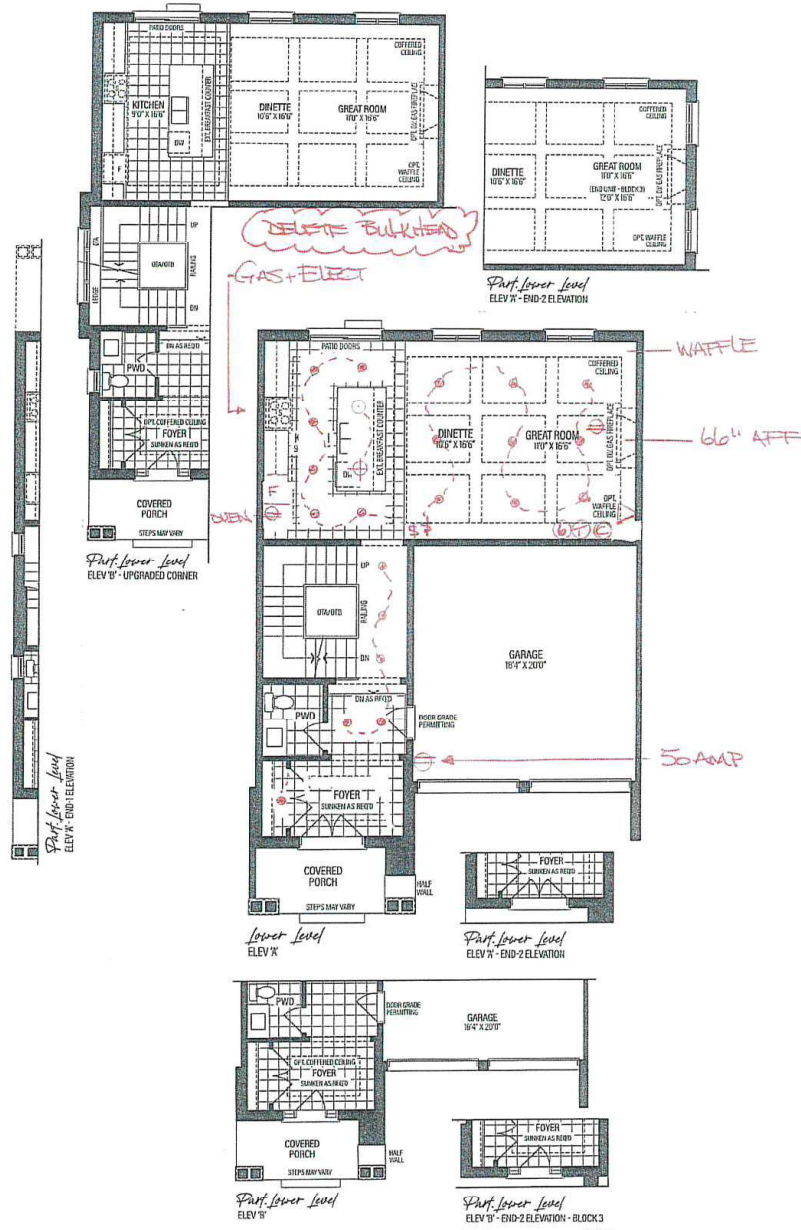 PATIO DOORS
KITCHEN
9'0" X 16'6"
EXT. BREAKFAST COUNTER
DW
F
DINETTE
10'6" X 16'6"
GREAT ROOM
11'0" X 16'6"
COFFERED
CEILING
OPT. D.V. GAS FIREPLACE
OPT.
WAFFLE
CEILING
COFFERED
CEILING
DINETTE
10'6" X 16'6"
GREAT ROOM
11'0" X 16'6"
(END UNIT - BLOCK 3)
12'0" X 16'6"
OPT. D.V. GAS FIREPLACE
OPT. WAFFLE
CEILING
Part. Lower Level
ELEV 'A' - END-2 ELEVATION
UP
OTA/OTB
RAILING
DN
OTA
LEDGE
DN AS REQ'D
PWD
OPT. COFFERED CEILING
FOYER
SUNKEN AS REQ'D
COVERED
PORCH
STEPS MAY VARY
Part. Lower Level
ELEV 'B' - UPGRADED CORNER
DELETE BULKHEAD
GAS + ELECT
WAFFLE
66" AFF
OVEN
50 AMP
PATIO DOORS
EXT. BREAKFAST COUNTER
F
DINETTE
10'6" X 16'6"
GREAT ROOM
11'0" X 16'6"
COFFERED
CEILING
OPT. D.V. GAS FIREPLACE
OPT.
WAFFLE
CEILING
$ $
UP
OTA/OTB
RAILING
DN
DN AS REQ'D
PWD
DOOR GRADE
PERMITTING
GARAGE
18'4" X 20'0"
FOYER
SUNKEN AS REQ'D
COVERED
PORCH
STEPS MAY VARY
HALF
WALL
Lower Level
ELEV 'A'
Part. Lower Level
ELEV 'A' - END-1 ELEVATION
FOYER
SUNKEN AS REQ'D
Part. Lower Level
ELEV 'A' - END-2 ELEVATION
PWD
DOOR GRADE
PERMITTING
GARAGE
18'4" X 20'0"
OPT. COFFERED CEILING
FOYER
SUNKEN AS REQ'D
COVERED
PORCH
STEPS MAY VARY
HALF
WALL
Part. Lower Level
ELEV 'B'
FOYER
SUNKEN AS REQ'D
Part. Lower Level
ELEV 'B' - END-2 ELEVATION - BLOCK 3